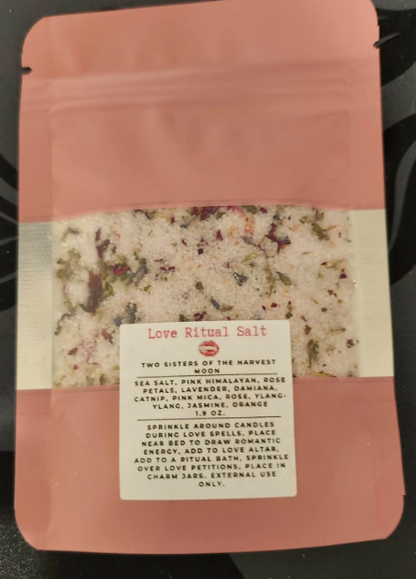 Love Ritual Salt
TWO SISTERS OF THE HARVEST
MOON
SEA SALT, PINK HIMALAYAN, ROSE
PETALS, LAVENDER, DAMIANA,
CATNIP, PINK MICA, ROSE, YLANG-
YLANG, JASMINE, ORANGE
1.9 OZ.
SPRINKLE AROUND CANDLES
DURING LOVE SPELLS, PLACE
NEAR BED TO DRAW ROMANTIC
ENERGY, ADD TO LOVE ALTAR,
ADD TO A RITUAL BATH, SPRINKLE
OVER LOVE PETITIONS, PLACE IN
CHARM JARS. EXTERNAL USE
ONLY.